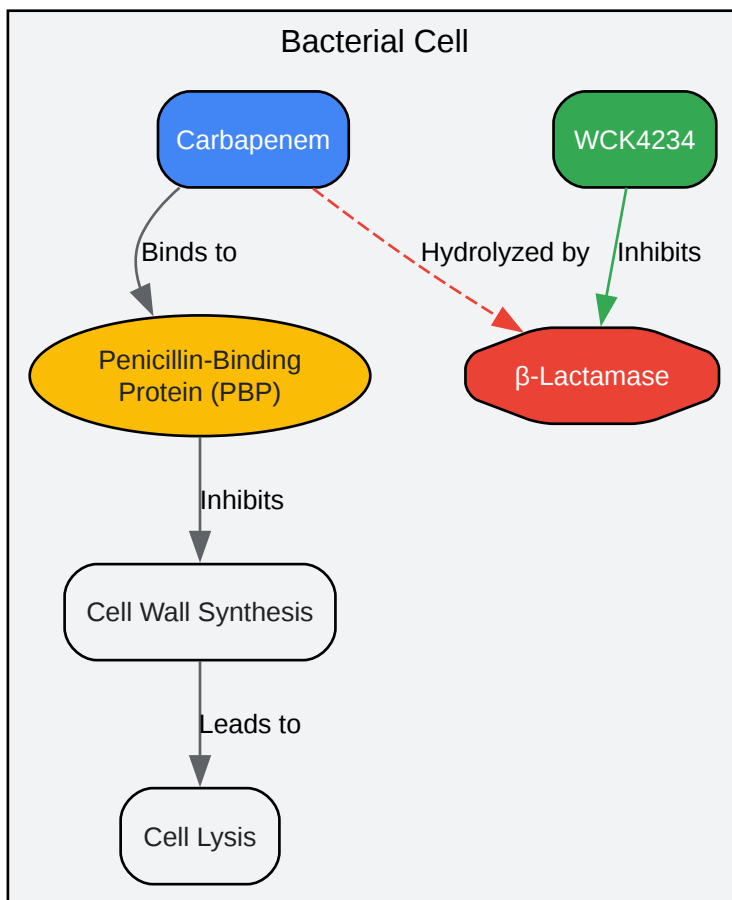 Bacterial Cell
Carbapenem
WCK4234
Binds to
Hydrolyzed by
Inhibits
Penicillin-Binding
Protein (PBP)
β-Lactamase
Inhibits
Cell Wall Synthesis
Leads to
Cell Lysis